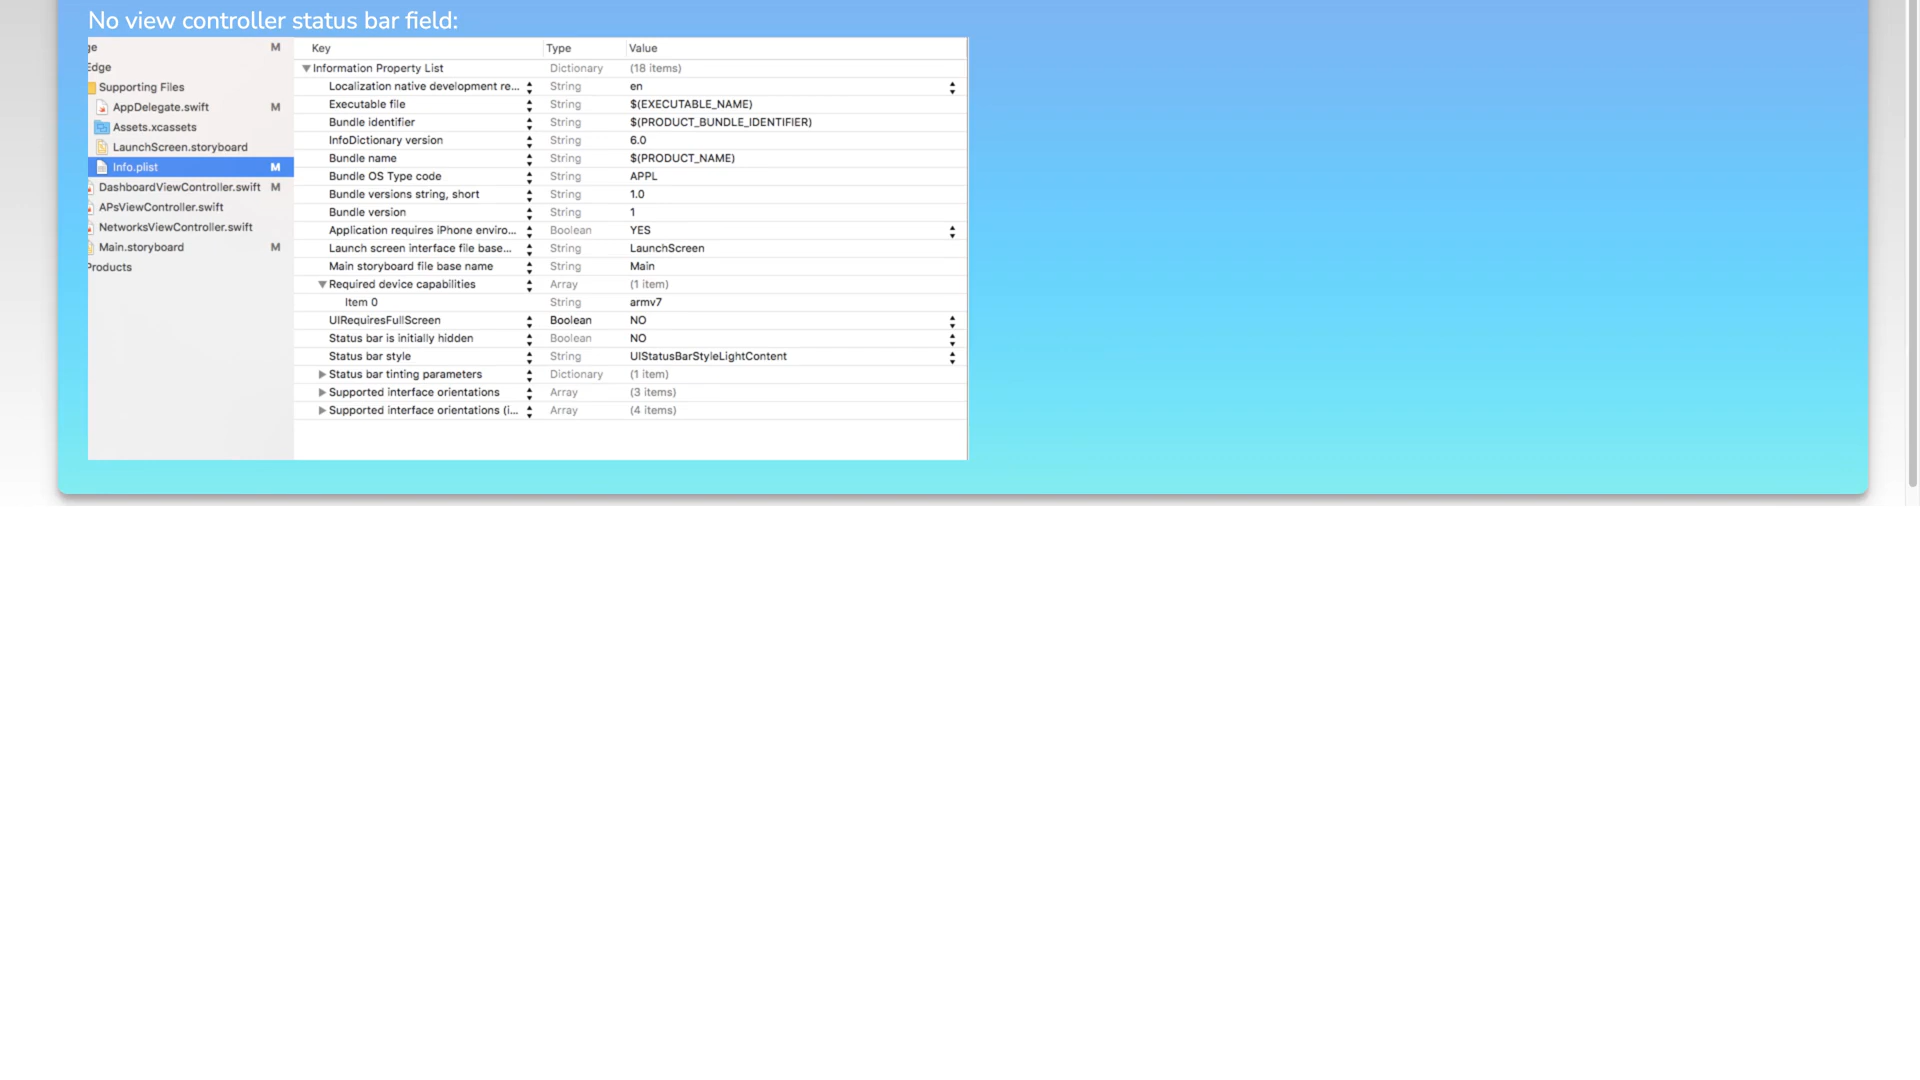 No view controller status bar field:
ge M
Edge
Supporting Files
AppDelegate.swift M
Assets.xcassets
LaunchScreen.storyboard
Info.plist M
DashboardViewController.swift M
APsViewController.swift
NetworksViewController.swift
Main.storyboard M
Products
Key Type Value
Information Property List Dictionary (18 items)
Localization native development re... String en
Executable file String $(EXECUTABLE_NAME)
Bundle identifier String $(PRODUCT_BUNDLE_IDENTIFIER)
InfoDictionary version String 6.0
Bundle name String $(PRODUCT_NAME)
Bundle OS Type code String APPL
Bundle versions string, short String 1.0
Bundle version String 1
Application requires iPhone enviro... Boolean YES
Launch screen interface file base... String LaunchScreen
Main storyboard file base name String Main
Required device capabilities Array (1 item)
Item 0 String armv7
UIRequiresFullScreen Boolean NO
Status bar is initially hidden Boolean NO
Status bar style String UIStatusBarStyleLightContent
Status bar tinting parameters Dictionary (1 item)
Supported interface orientations Array (3 items)
Supported interface orientations (i... Array (4 items)